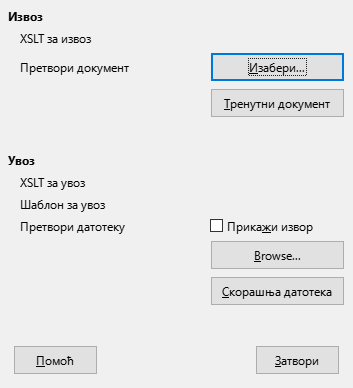 Извоз
XSLT за извоз
Претвори документ
Изабери...
Тренутни документ
Увоз
XSLT за увоз
Шаблон за увоз
Претвори датотеку
Прикажи извор
Browse...
Скорашња датотека
Помоћ
Затвори